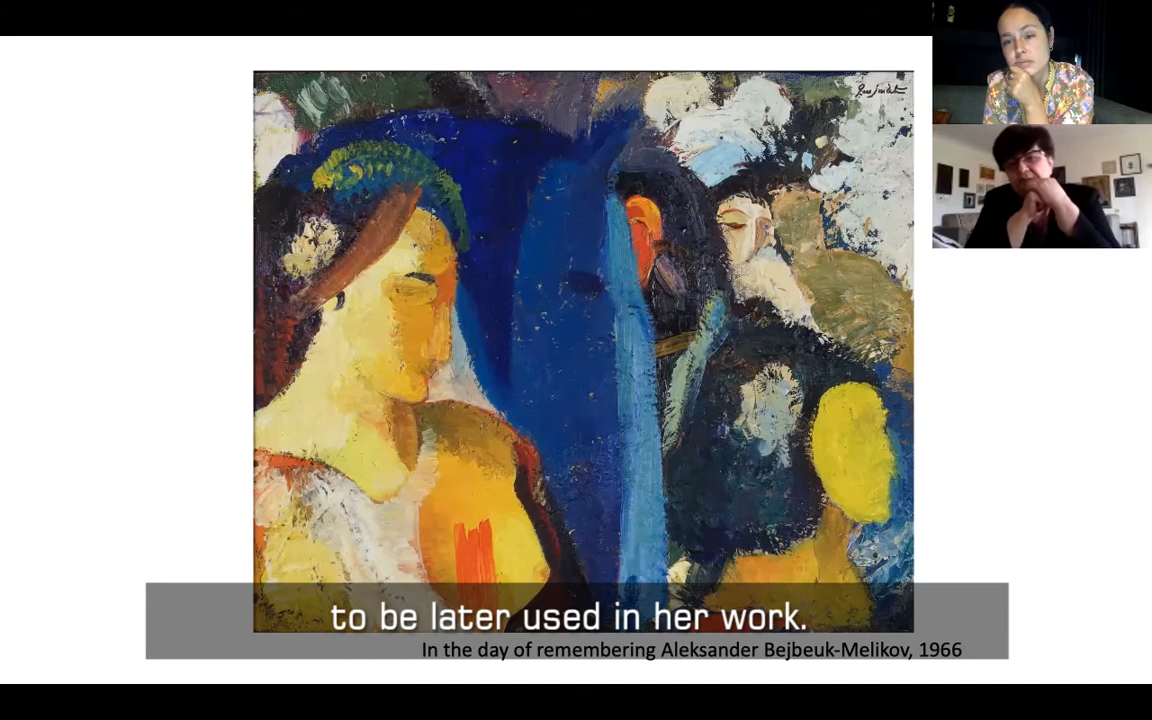 to be later used in her work.
In the day of remembering Aleksander Bejbeuk-Melikov, 1966